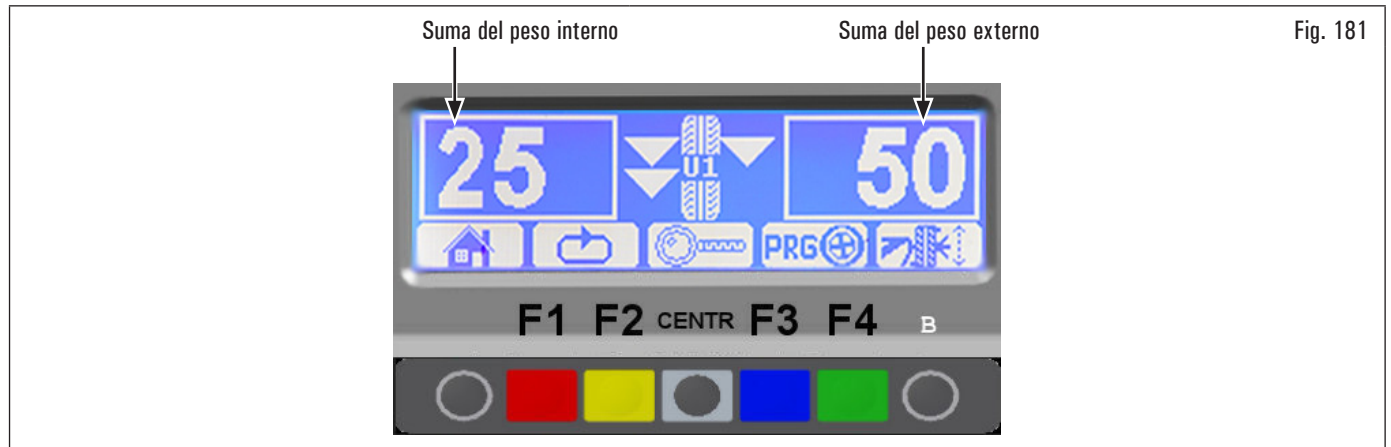 Suma del peso interno Suma del peso externo Fig. 181
25 U1 50
PRG
F1 F2 CENTR F3 F4 B